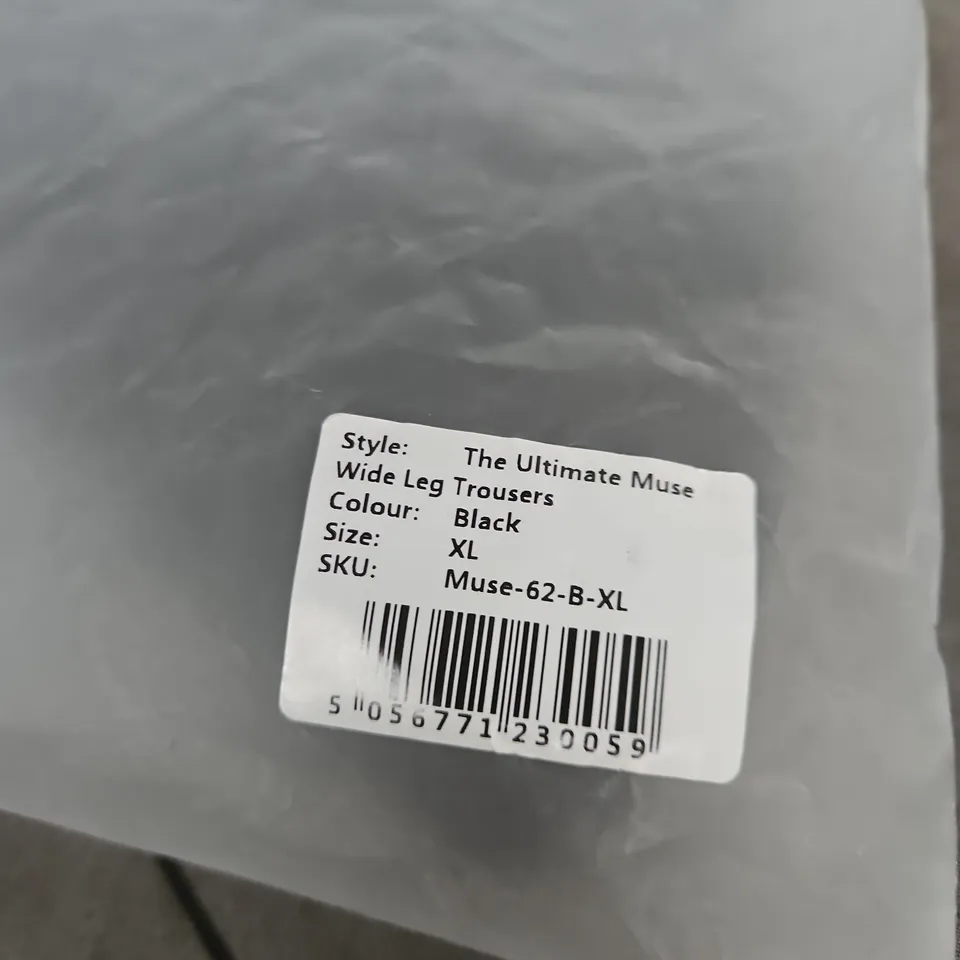 Style: The Ultimate Muse
Wide Leg Trousers
Colour: Black
Size: XL
SKU: Muse-62-B-XL
5 056771 230059